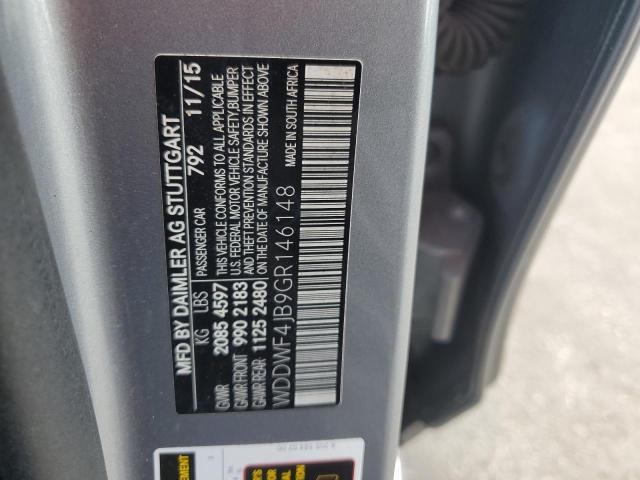 MFD BY DAIMLER AG STUTTGART
PASSENGER CAR 792 11/15
KG LBS
GVWR 2085 4597 THIS VEHICLE CONFORMS TO ALL APPLICABLE
GAWR FRONT 990 2183 U.S. FEDERAL MOTOR VEHICLE SAFETY, BUMPER
GAWR REAR 1125 2480 AND THEFT PREVENTION STANDARDS IN EFFECT
ON THE DATE OF MANUFACTURE SHOWN ABOVE
WDDWF4JB9GR146148 MADE IN SOUTH AFRICA